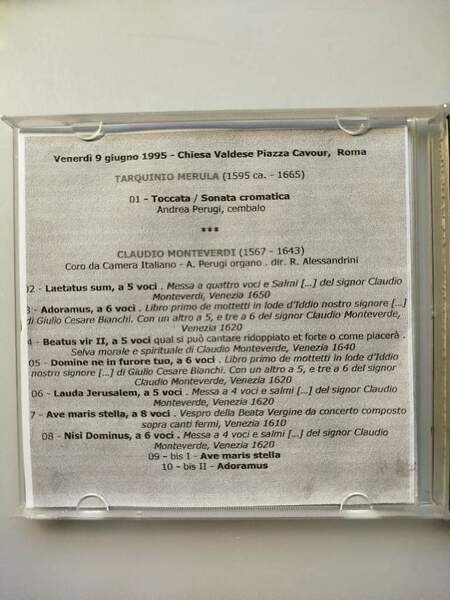 Venerdì 9 giugno 1995 - Chiesa Valdese Piazza Cavour, Roma
TARQUINIO MERULA (1595 ca. - 1665)
01 - Toccata / Sonata cromatica
Andrea Perugi, cembalo
***
CLAUDIO MONTEVERDI (1567 - 1643)
Coro da Camera Italiano - A. Perugi organo . dir. R. Alessandrini
02 - Laetatus sum, a 5 voci . Messa a quattro voci e Salmi [...] del signor Claudio
Monteverdi, Venezia 1650
3 - Adoramus, a 6 voci . Libro primo de mottetti in lode d'Iddio nostro signore [...]
di Giulio Cesare Bianchi. Con un altro a 5, e tre a 6 del signor Claudio Monteverde,
Venezia 1620
4 - Beatus vir II, a 5 voci qual si può cantare ridoppiato et forte o come piacerà .
Selva morale e spirituale di Claudio Monteverde, Venezia 1640
05 - Domine ne in furore tuo, a 6 voci . Libro primo de mottetti in lode d'Iddio
nostro signore [...] di Giulio Cesare Bianchi. Con un altro a 5, e tre a 6 del signor
Claudio Monteverde, Venezia 1620
06 - Lauda Jerusalem, a 5 voci . Messa a 4 voci e salmi [...] del signor Claudio
Monteverde, Venezia 1620
7 - Ave maris stella, a 8 voci . Vespro della Beata Vergine da concerto composto
sopra canti fermi, Venezia 1610
08 - Nisi Dominus, a 6 voci . Messa a 4 voci e salmi [...] del signor Claudio
Monteverde, Venezia 1620
09 - bis I - Ave maris stella
10 - bis II - Adoramus